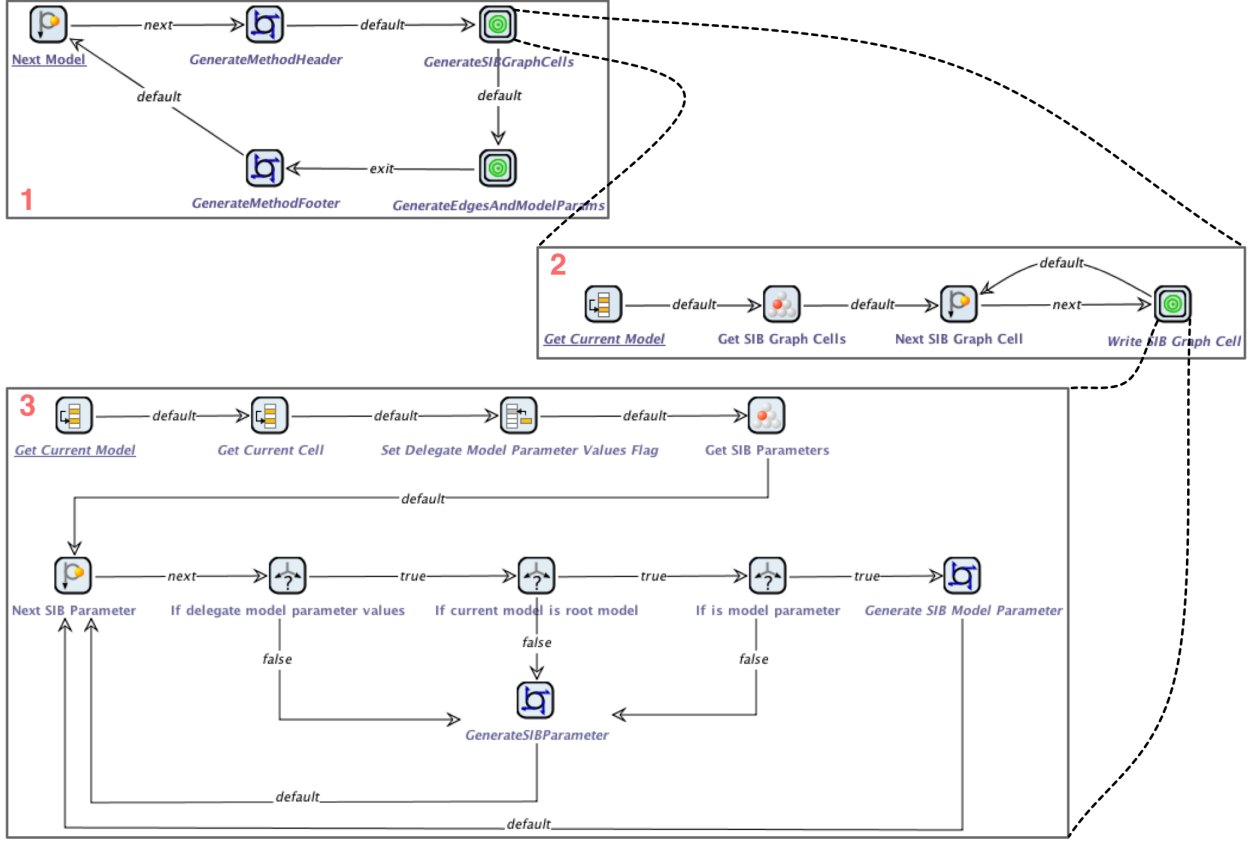 next
default
Next Model
GenerateMethodHeader
GenerateSIBGraphCells
default
default
exit
1
GenerateMethodFooter
GenerateEdgesAndModelParams
2
default
default
default
next
Get Current Model
Get SIB Graph Cells
Next SIB Graph Cell
Write SIB Graph Cell
3
default
default
default
Get Current Model
Get Current Cell
Set Delegate Model Parameter Values Flag
Get SIB Parameters
default
next
true
true
true
Next SIB Parameter
If delegate model parameter values
If current model is root model
If is model parameter
Generate SIB Model Parameter
false
false
false
GenerateSIBParameter
default
default